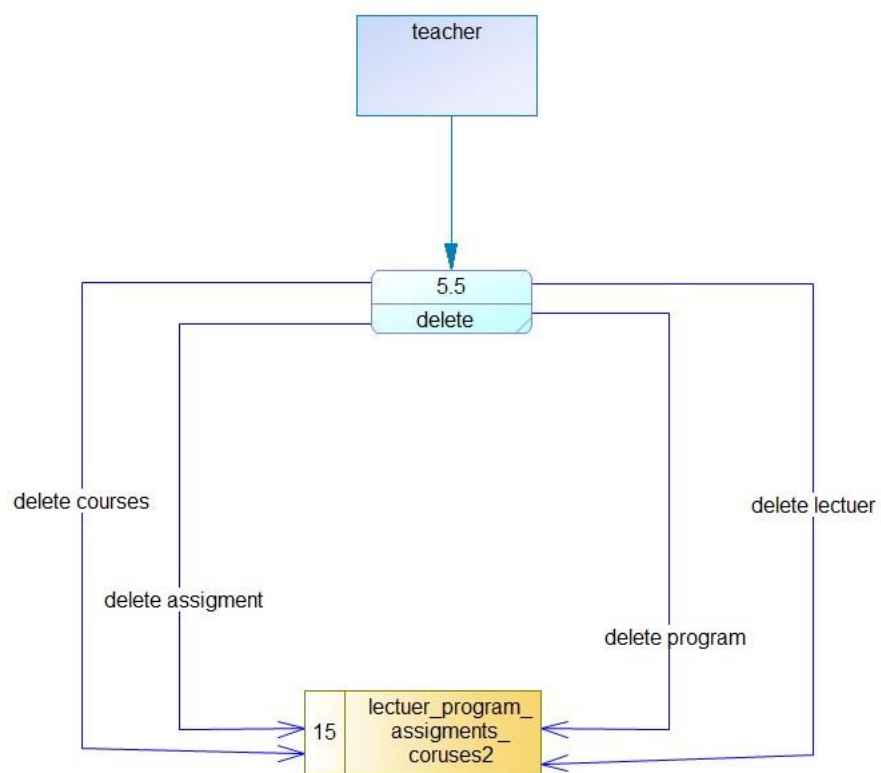 teacher
5.5
delete
delete courses
delete lectuer
delete assigment
delete program
15
lectuer_program_
assigments_
coruses2